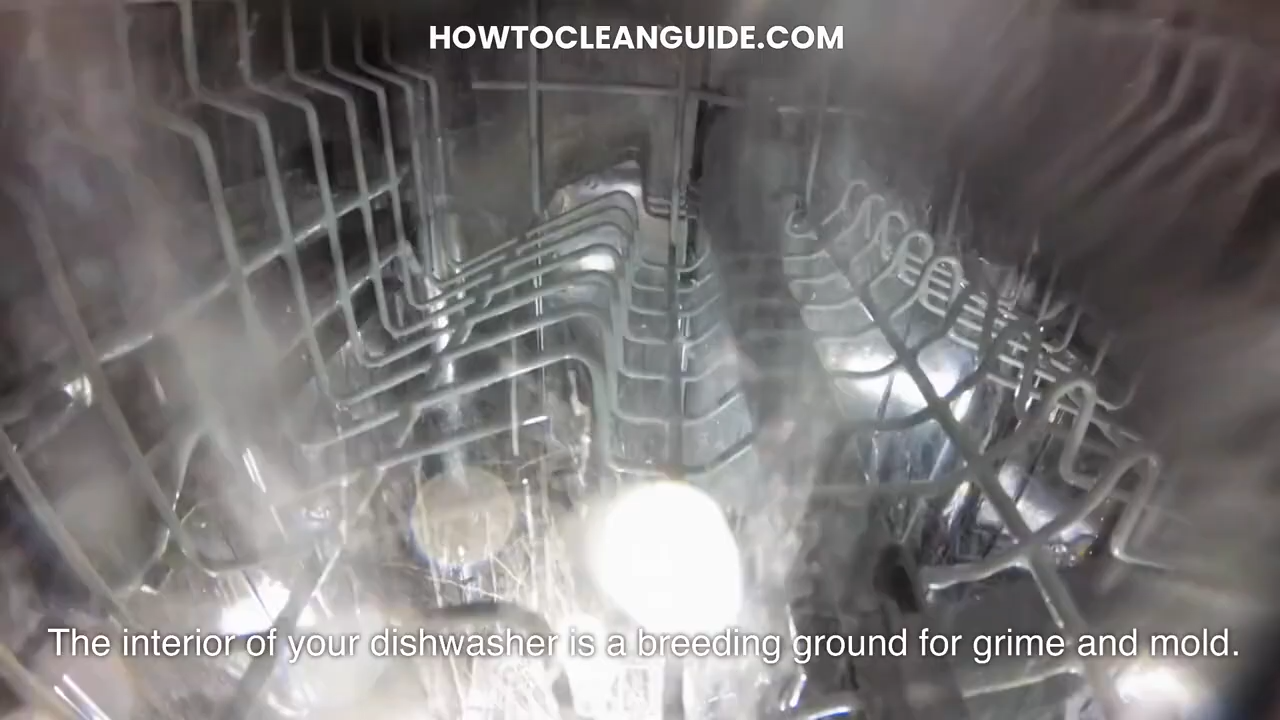 HOWTOCLEANGUIDE.COM
The interior of your dishwasher is a breeding ground for grime and mold.